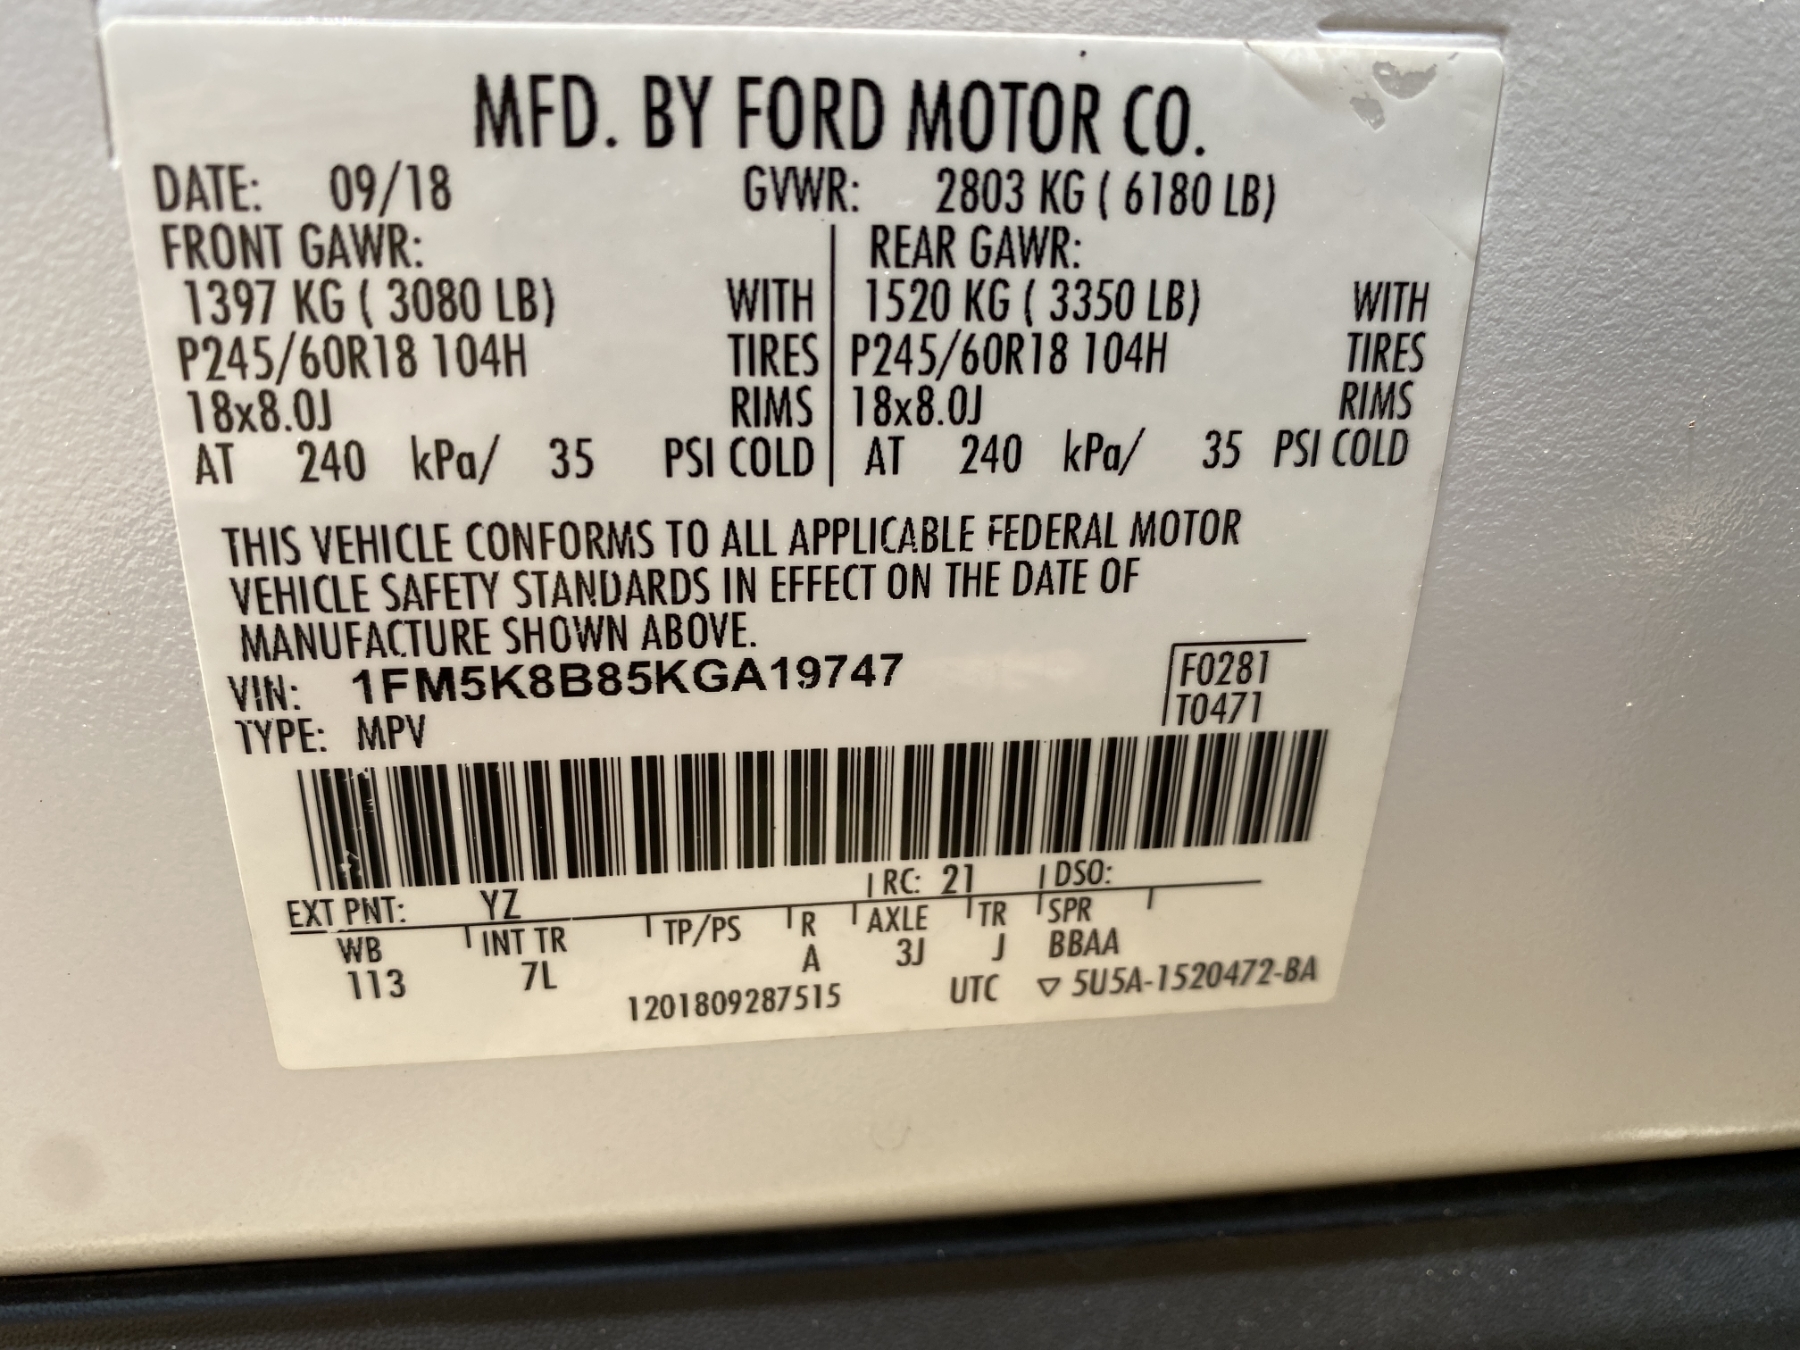 MFD. BY FORD MOTOR CO.
DATE: 09/18 GVWR: 2803 KG ( 6180 LB)
FRONT GAWR: REAR GAWR:
1397 KG ( 3080 LB) WITH 1520 KG ( 3350 LB) WITH
P245/60R18 104H TIRES P245/60R18 104H TIRES
18x8.0J RIMS 18x8.0J RIMS
AT 240 kPa/ 35 PSI COLD AT 240 kPa/ 35 PSI COLD
THIS VEHICLE CONFORMS TO ALL APPLICABLE FEDERAL MOTOR
VEHICLE SAFETY STANDARDS IN EFFECT ON THE DATE OF
MANUFACTURE SHOWN ABOVE.
VIN: 1FM5K8B85KGA19747 F0281
TYPE: MPV T0471
EXT PNT: YZ RC: 21 DSO:
WB INT TR TP/PS R AXLE TR SPR
113 7L A 3J J BBAA
1201809287515 UTC ▽ 5U5A-1520472-BA